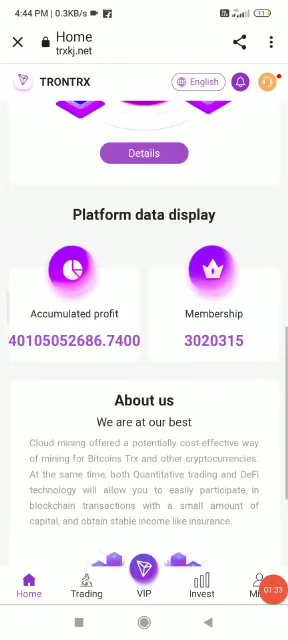 4:44 PM | 0.3KB/s
11
Home
trxkj.net
TRONTRX
English
Details
Platform data display
Accumulated profit
Membership
40105052686.7400
3020315
About us
We are at our best
Cloud mining offered a potentially cost-effective way
of mining for Bitcoins Trx and other cryptocurrencies.
At the same time, both Quantitative trading and DeFi
technology will allow you to easily participate in
blockchain transactions with a small amount of
capital, and obtain stable income like insurance.
Home
Trading
VIP
Invest
01:33